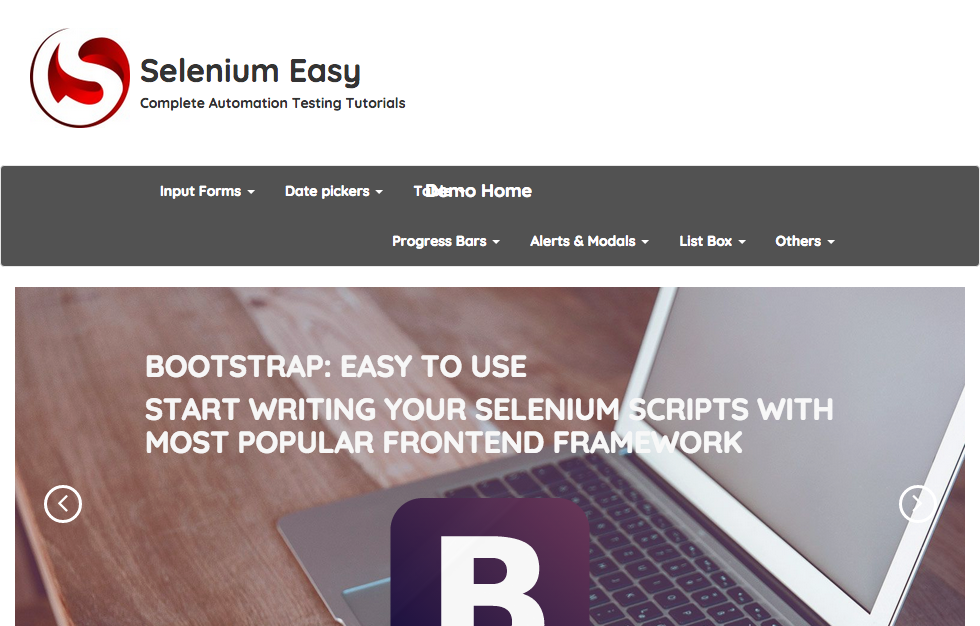 Selenium Easy
Complete Automation Testing Tutorials
Input Forms
Date pickers
Demo Home
Progress Bars
Alerts & Modals
List Box
Others
BOOTSTRAP: EASY TO USE
START WRITING YOUR SELENIUM SCRIPTS WITH
MOST POPULAR FRONTEND FRAMEWORK
B